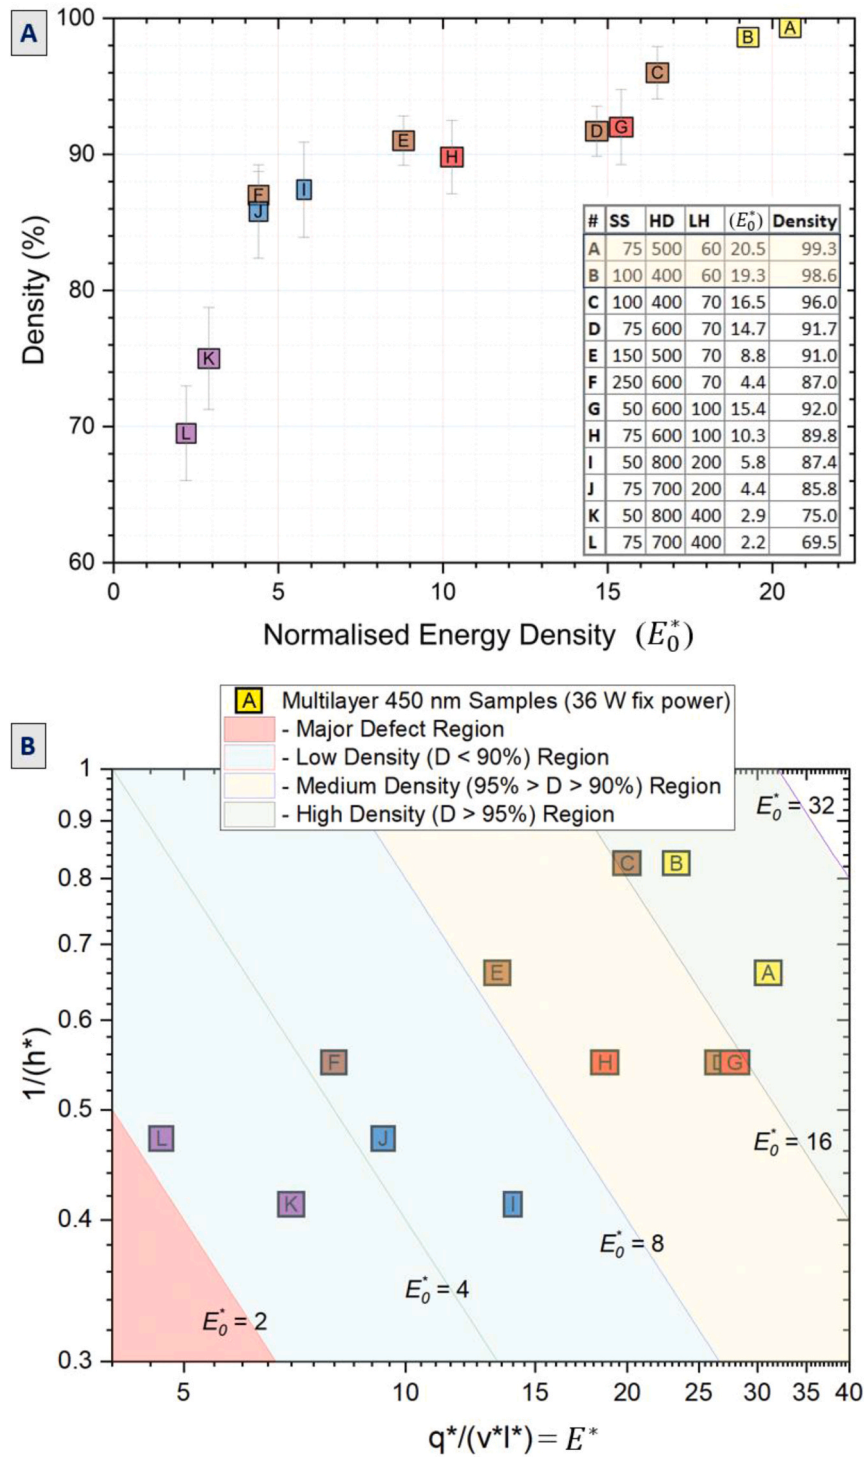 A
100
90
80
70
60
Density (%)
A
B
C
G
D
E
H
F
J
I
K
L
# SS HD LH (E₀*) Density
A 75 500 60 20.5 99.3
B 100 400 60 19.3 98.6
C 100 400 70 16.5 96.0
D 75 600 70 14.7 91.7
E 150 500 70 8.8 91.0
F 250 600 70 4.4 87.0
G 50 600 100 15.4 92.0
H 75 600 100 10.3 89.8
I 50 800 200 5.8 87.4
J 75 700 200 4.4 85.8
K 50 800 400 2.9 75.0
L 75 700 400 2.2 69.5
0 5 10 15 20
Normalised Energy Density (E₀*)
B
A Multilayer 450 nm Samples (36 W fix power)
- Major Defect Region
- Low Density (D < 90%) Region
- Medium Density (95% > D > 90%) Region
- High Density (D > 95%) Region
1
0.9
0.8
0.7
0.6
0.5
0.4
0.3
1/(h*)
E₀* = 32
C B
E A
F H D G
L J
E₀* = 16
K I
E₀* = 8
E₀* = 4
E₀* = 2
5 10 15 20 25 30 35 40
q*/(v*l*) = E*